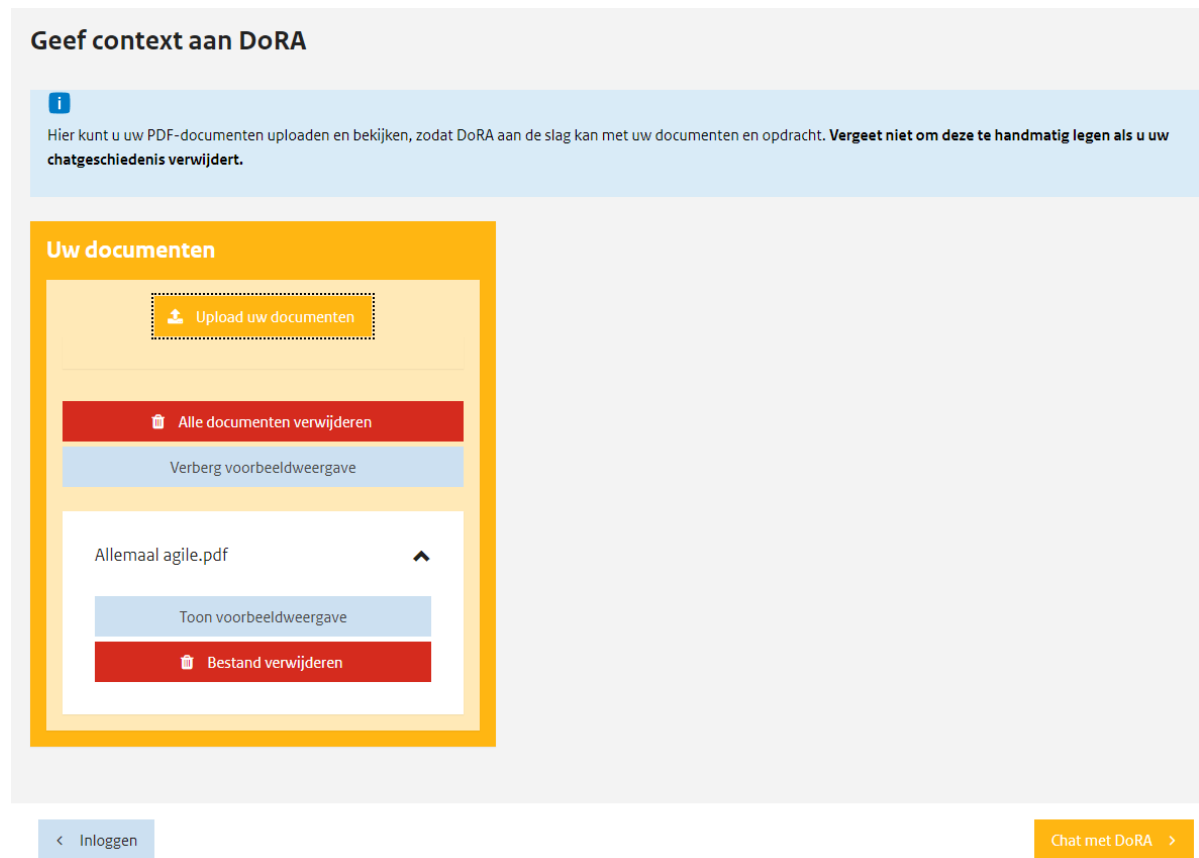 Geef context aan DoRA
i
Hier kunt u uw PDF-documenten uploaden en bekijken, zodat DoRA aan de slag kan met uw documenten en opdracht. Vergeet niet om deze te handmatig legen als u uw
chatgeschiedenis verwijdert.
Uw documenten
Upload uw documenten
Alle documenten verwijderen
Verberg voorbeeldweergave
Allemaal agile.pdf
Toon voorbeeldweergave
Bestand verwijderen
Inloggen
Chat met DoRA